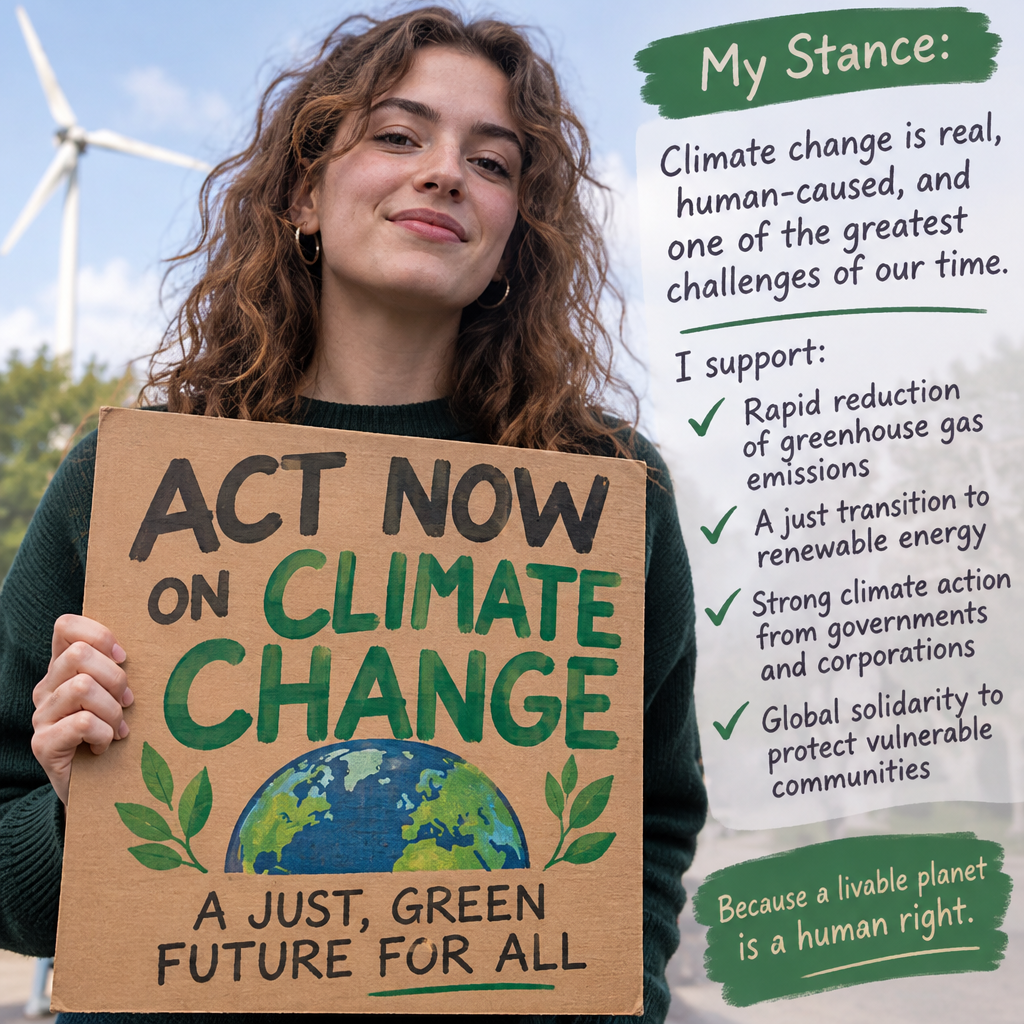 ACT NOW
ON CLIMATE
CHANGE
A JUST, GREEN
FUTURE FOR ALL
My Stance:
Climate change is real,
human-caused, and
one of the greatest
challenges of our time.
I support:
✓ Rapid reduction
of greenhouse gas
emissions
✓ A just transition to
renewable energy
✓ Strong climate action
from governments
and corporations
✓ Global solidarity to
protect vulnerable
communities
Because a livable planet
is a human right.